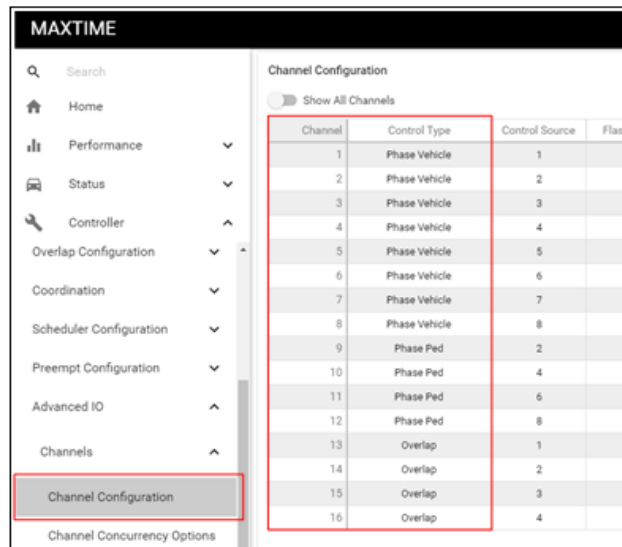 MAXTIME
Search
Home
Performance
Status
Controller
Overlap Configuration
Coordination
Scheduler Configuration
Preempt Configuration
Advanced IO
Channels
Channel Configuration
Channel Concurrency Options
Channel Configuration
Show All Channels
Channel Control Type Control Source Flas
1 Phase Vehicle 1
2 Phase Vehicle 2
3 Phase Vehicle 3
4 Phase Vehicle 4
5 Phase Vehicle 5
6 Phase Vehicle 6
7 Phase Vehicle 7
8 Phase Vehicle 8
9 Phase Ped 2
10 Phase Ped 4
11 Phase Ped 6
12 Phase Ped 8
13 Overlap 1
14 Overlap 2
15 Overlap 3
16 Overlap 4